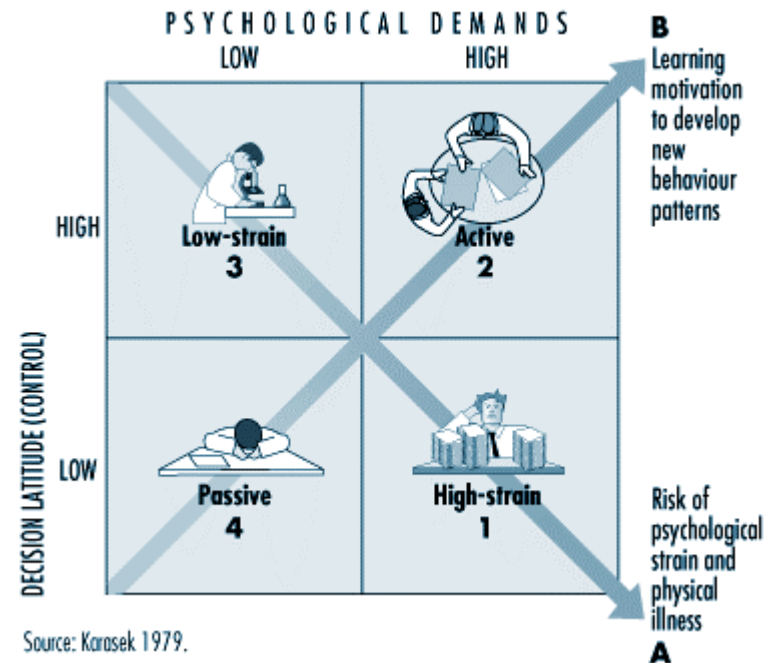 PSYCHOLOGICAL DEMANDS
LOW
HIGH
B
Learning
motivation
to develop
new
behaviour
patterns
HIGH
Low-strain
3
Active
2
DECISION LATITUDE (CONTROL)
LOW
Passive
4
High-strain
1
Risk of
psychological
strain and
physical
illness
A
Source: Karasek 1979.